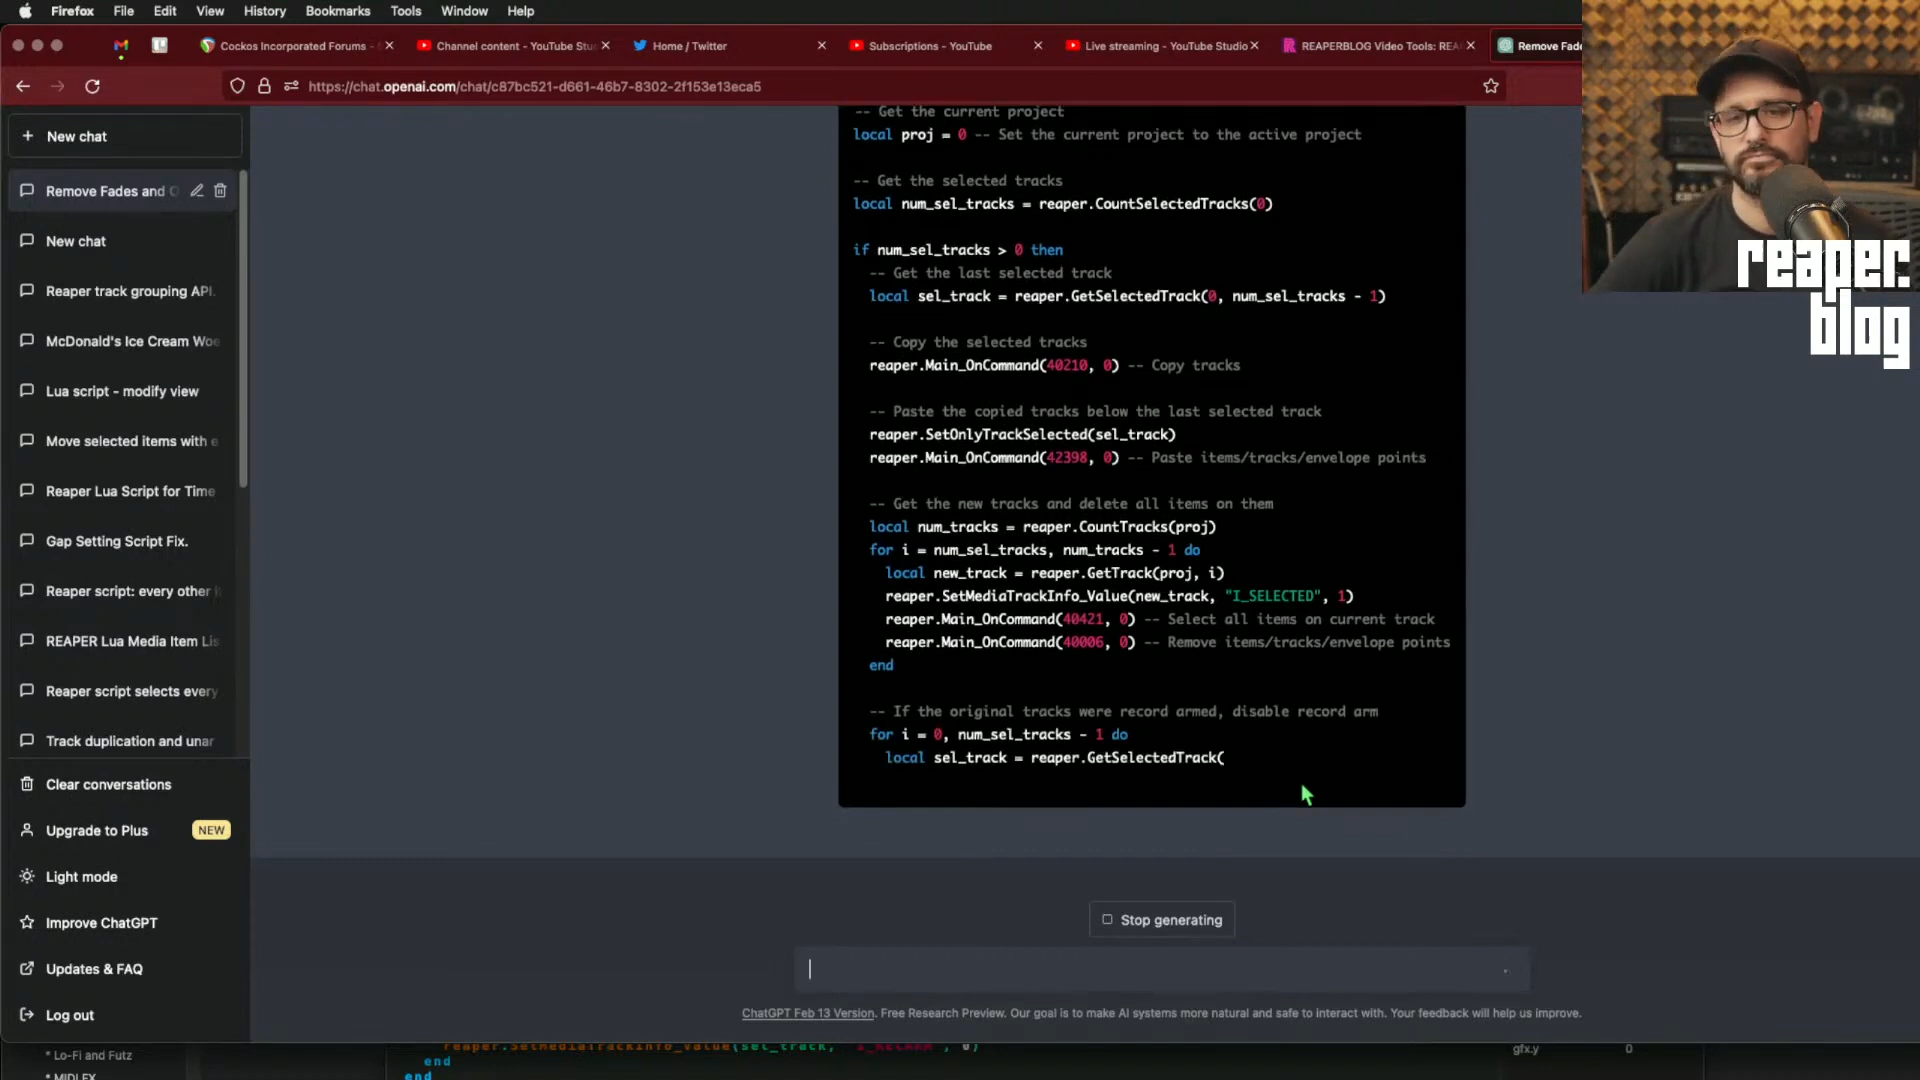 Firefox File Edit View History Bookmarks Tools Window Help
Cockos Incorporated Forums -
Channel content - YouTube Stu
Home / Twitter
Subscriptions - YouTube
Live streaming - YouTube Studio
REAPERBLOG Video Tools: REA
Remove Fade
https://chat.openai.com/chat/c87bc521-d661-46b7-8302-2f153e13eca5
+ New chat
Remove Fades and O
New chat
Reaper track grouping API.
McDonald's Ice Cream Woe
Lua script - modify view
Move selected items with e
Reaper Lua Script for Time
Gap Setting Script Fix.
Reaper script: every other i
REAPER Lua Media Item Lis
Reaper script selects every
Track duplication and unar
Clear conversations
Upgrade to Plus NEW
Light mode
Improve ChatGPT
Updates & FAQ
Log out
-- Get the current project
local proj = 0 -- Set the current project to the active project
-- Get the selected tracks
local num_sel_tracks = reaper.CountSelectedTracks(0)
if num_sel_tracks > 0 then
-- Get the last selected track
local sel_track = reaper.GetSelectedTrack(0, num_sel_tracks - 1)
-- Copy the selected tracks
reaper.Main_OnCommand(40210, 0) -- Copy tracks
-- Paste the copied tracks below the last selected track
reaper.SetOnlyTrackSelected(sel_track)
reaper.Main_OnCommand(42398, 0) -- Paste items/tracks/envelope points
-- Get the new tracks and delete all items on them
local num_tracks = reaper.CountTracks(proj)
for i = num_sel_tracks, num_tracks - 1 do
local new_track = reaper.GetTrack(proj, i)
reaper.SetMediaTrackInfo_Value(new_track, "I_SELECTED", 1)
reaper.Main_OnCommand(40421, 0) -- Select all items on current track
reaper.Main_OnCommand(40006, 0) -- Remove items/tracks/envelope points
end
-- If the original tracks were record armed, disable record arm
for i = 0, num_sel_tracks - 1 do
local sel_track = reaper.GetSelectedTrack(
Stop generating
ChatGPT Feb 13 Version. Free Research Preview. Our goal is to make AI systems more natural and safe to interact with. Your feedback will help us improve.
reaper.
blog
* Lo-Fi and Futz
* MIDI EX
end
end
gfx.y 0